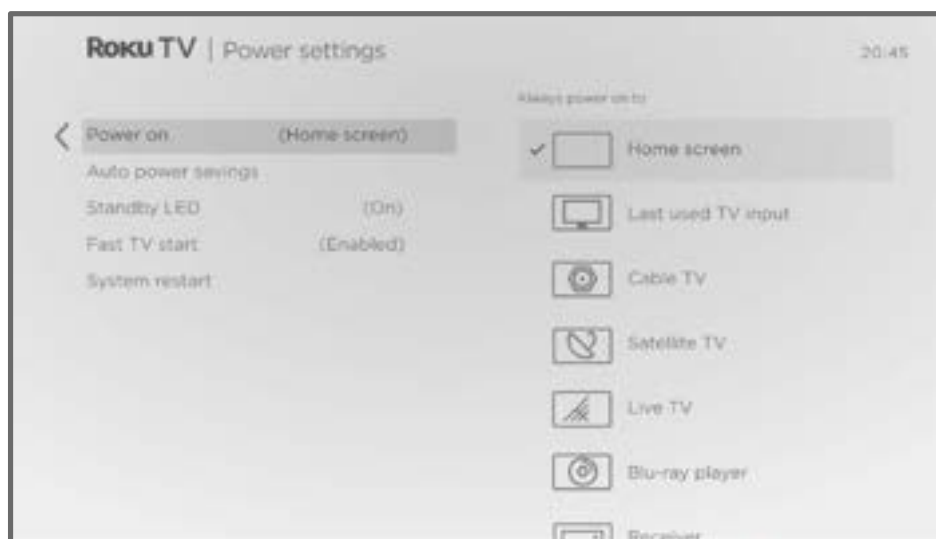 Roku TV | Power settings
20:45
Always power on to
Power on (Home screen)
Auto power savings
Standby LED (On)
Fast TV start (Enabled)
System restart
Home screen
Last used TV input
Cable TV
Satellite TV
Live TV
Blu-ray player
Receiver